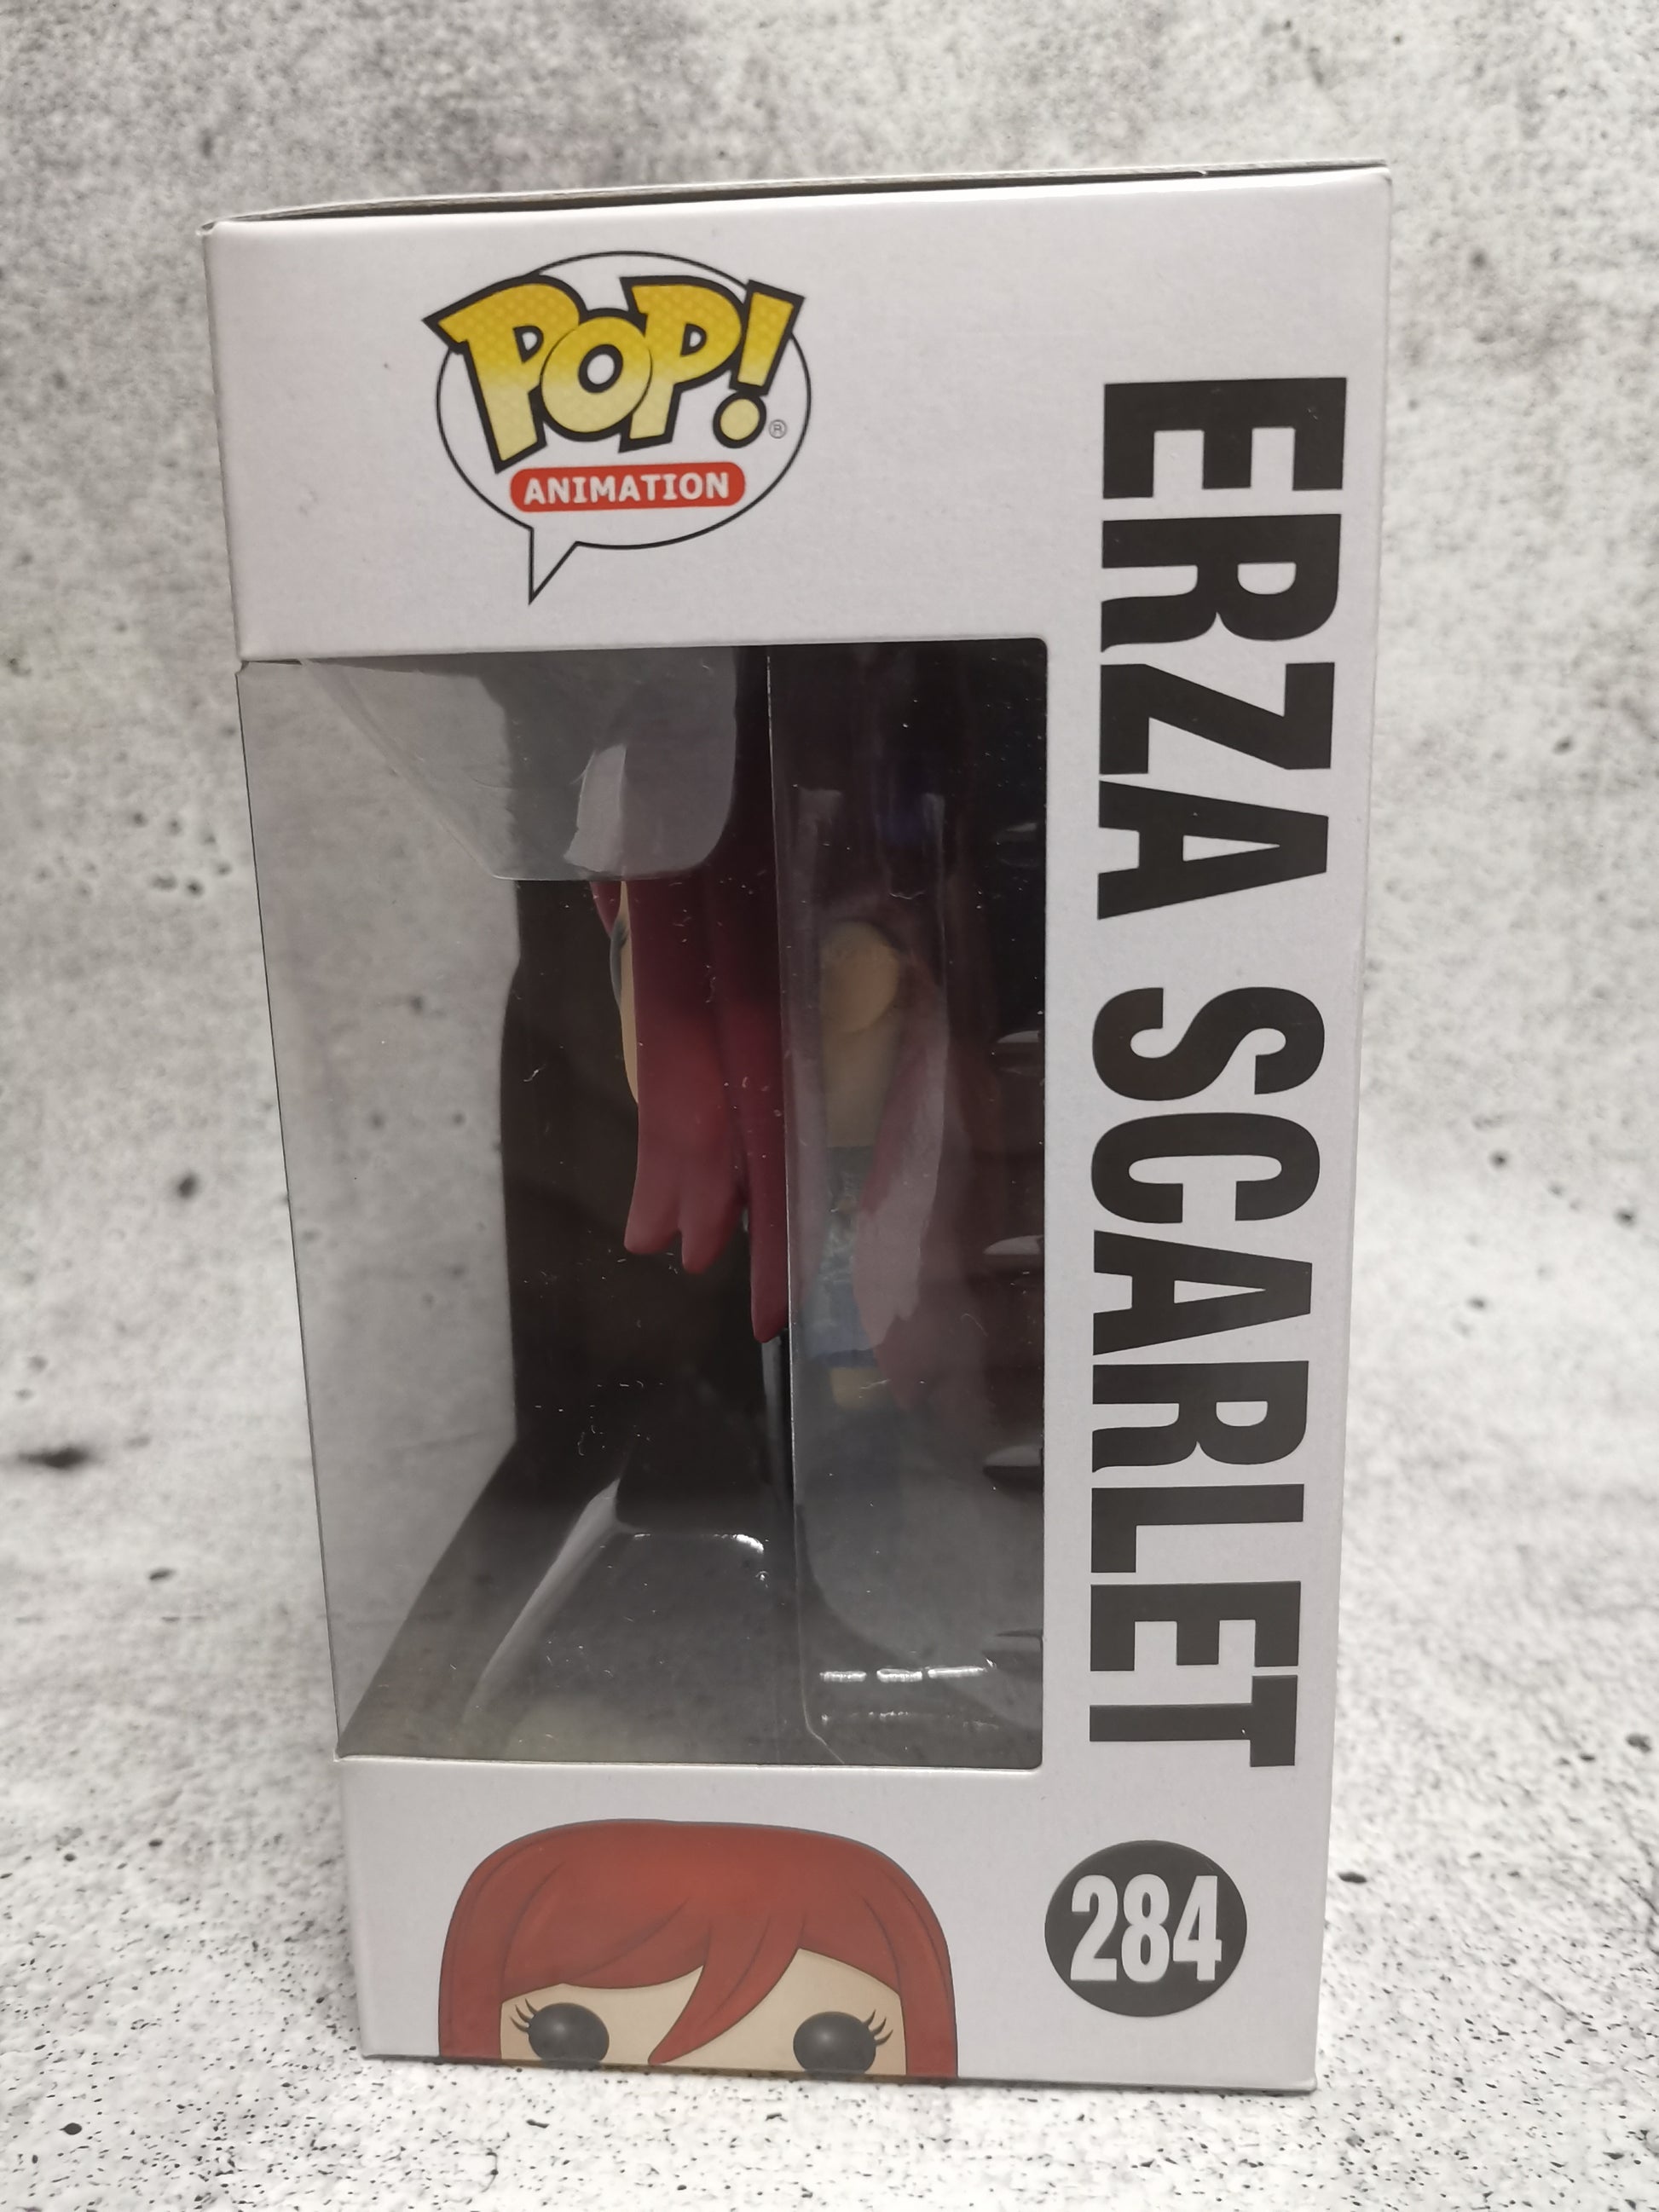 POP!®
ANIMATION
ERZA SCARLET
284